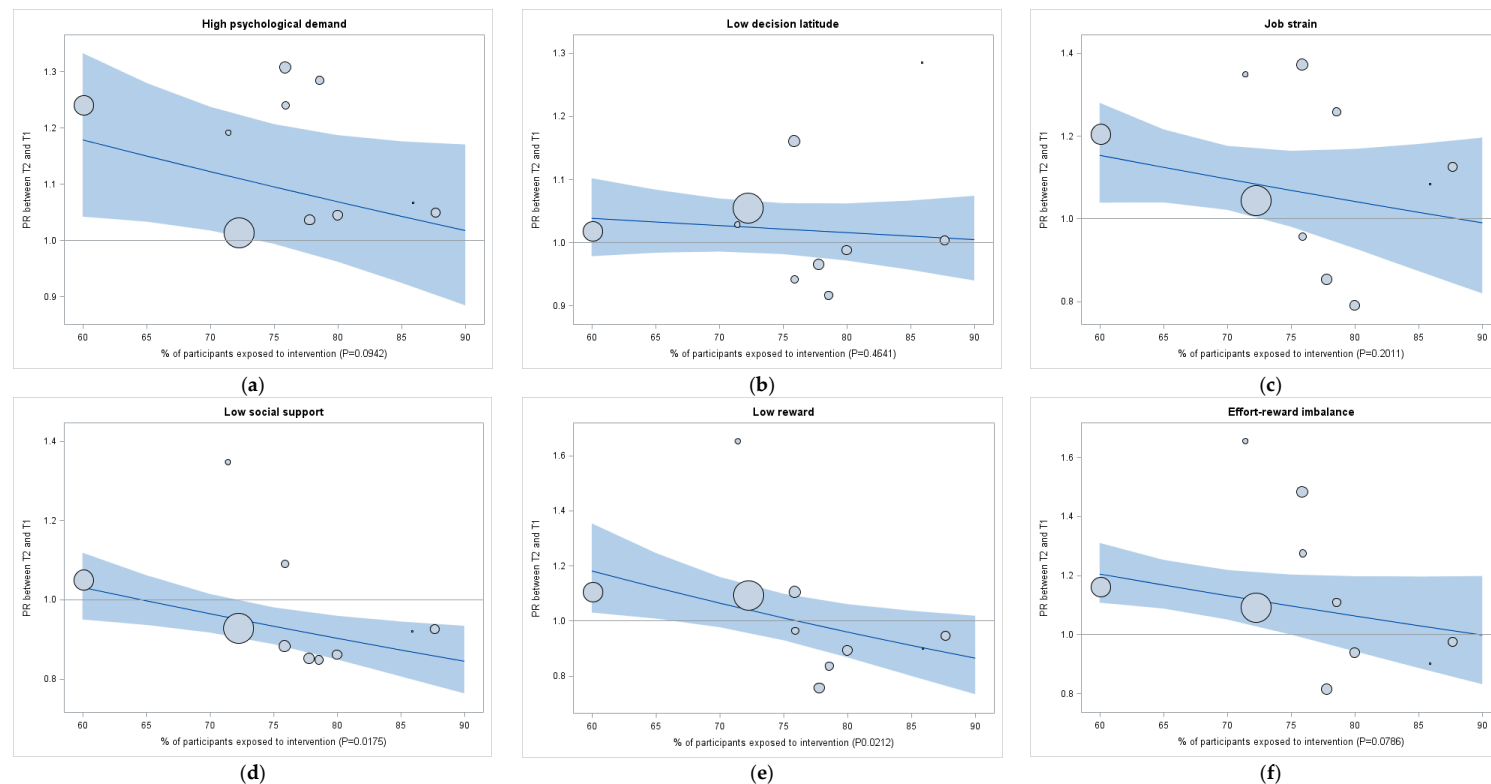 High psychological demand
PR between T2 and T1
1.3
1.2
1.1
1.0
0.9
60 65 70 75 80 85 90
% of participants exposed to intervention (P=0.0942)
(a)
Low decision latitude
PR between T2 and T1
1.3
1.2
1.1
1.0
0.9
60 65 70 75 80 85 90
% of participants exposed to intervention (P=0.4641)
(b)
Job strain
PR between T2 and T1
1.4
1.2
1.0
0.8
60 65 70 75 80 85 90
% of participants exposed to intervention (P=0.2011)
(c)
Low social support
PR between T2 and T1
1.4
1.2
1.0
0.8
60 65 70 75 80 85 90
% of participants exposed to intervention (P=0.0175)
(d)
Low reward
PR between T2 and T1
1.6
1.4
1.2
1.0
0.8
60 65 70 75 80 85 90
% of participants exposed to intervention (P0.0212)
(e)
Effort-reward imbalance
PR between T2 and T1
1.6
1.4
1.2
1.0
0.8
60 65 70 75 80 85 90
% of participants exposed to intervention (P=0.0786)
(f)